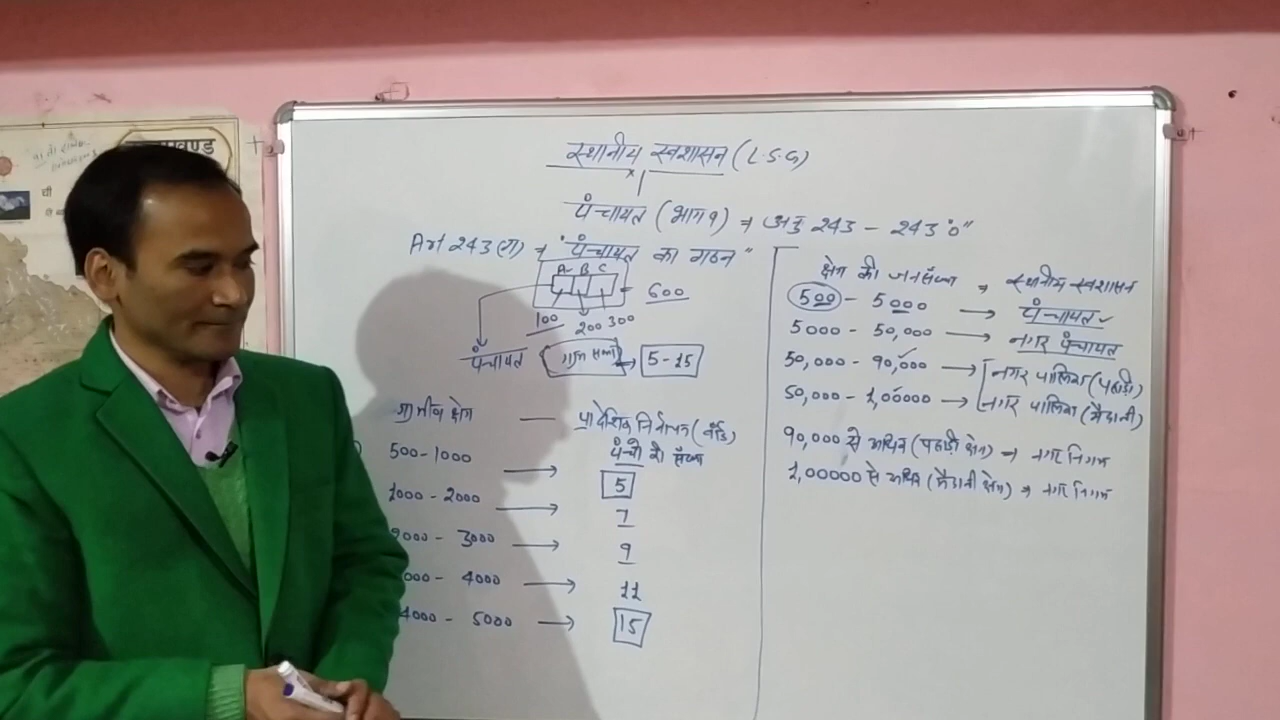 स्थानीय स्वशासन (L.S.G)
पंचायत (भाग 9) → अनु 243 - 243 "0"
Art 243(ग) → "पंचायत का गठन"
A B C
600
100 200 300
पंचायत → 5-15
ग्रामीण क्षेत्र — प्रादेशिक निर्वाचन (वॉर्ड)
पंचो की संख्या
500-1000 → 5
1000 - 2000 → 7
2000 - 3000 → 9
000 - 4000 → 11
4000 - 5000 → 15
क्षेत्र की जनसंख्या → स्थानीय स्वशासन
500 - 5000 → पंचायत ✓
5000 - 50,000 → नगर पंचायत
50,000 - 90,000 → नगर पालिका (पहाड़ी)
50,000 - 1,00000 → नगर पालिका (मैदानी)
90,000 से अधिक (पहाड़ी क्षेत्र) → नगर निगम
1,00000 से अधिक (मैदानी क्षेत्र) → नगर निगम